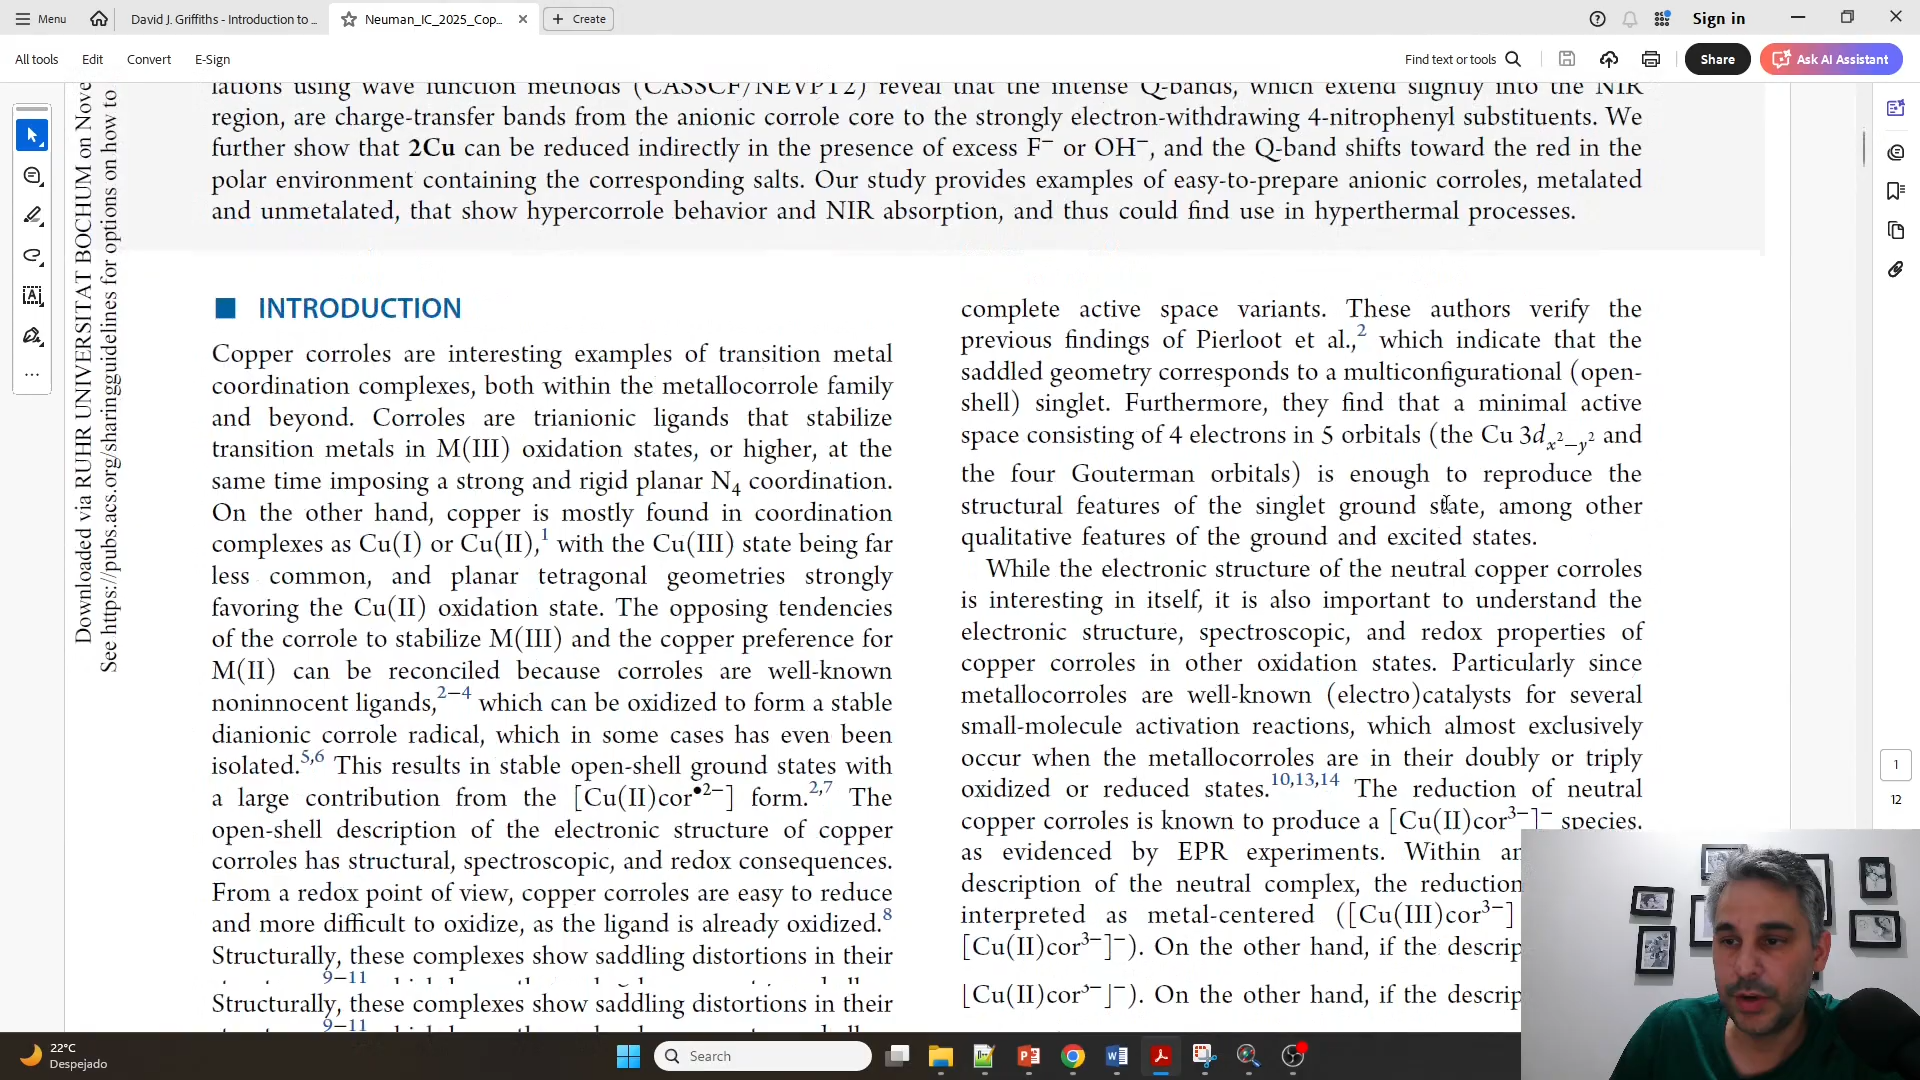 Menu
David J. Griffiths - Introduction to ...
Neuman_IC_2025_Cop...
Create
Sign in
All tools
Edit
Convert
E-Sign
Find text or tools
Share
Ask AI Assistant
Downloaded via RUHR UNIVERSITAT BOCHUM on Nove
See https://pubs.acs.org/sharingguidelines for options on how to
lations using wave function methods (CASSCF/NEVPT2) reveal that the intense Q-bands, which extend slightly into the NIR
region, are charge-transfer bands from the anionic corrole core to the strongly electron-withdrawing 4-nitrophenyl substituents. We
further show that 2Cu can be reduced indirectly in the presence of excess F⁻ or OH⁻, and the Q-band shifts toward the red in the
polar environment containing the corresponding salts. Our study provides examples of easy-to-prepare anionic corroles, metalated
and unmetalated, that show hypercorrole behavior and NIR absorption, and thus could find use in hyperthermal processes.
■ INTRODUCTION
Copper corroles are interesting examples of transition metal
coordination complexes, both within the metallocorrole family
and beyond. Corroles are trianionic ligands that stabilize
transition metals in M(III) oxidation states, or higher, at the
same time imposing a strong and rigid planar N₄ coordination.
On the other hand, copper is mostly found in coordination
complexes as Cu(I) or Cu(II),¹ with the Cu(III) state being far
less common, and planar tetragonal geometries strongly
favoring the Cu(II) oxidation state. The opposing tendencies
of the corrole to stabilize M(III) and the copper preference for
M(II) can be reconciled because corroles are well-known
noninnocent ligands,²⁻⁴ which can be oxidized to form a stable
dianionic corrole radical, which in some cases has even been
isolated.⁵,⁶ This results in stable open-shell ground states with
a large contribution from the [Cu(II)cor•²⁻] form.²,⁷ The
open-shell description of the electronic structure of copper
corroles has structural, spectroscopic, and redox consequences.
From a redox point of view, copper corroles are easy to reduce
and more difficult to oxidize, as the ligand is already oxidized.⁸
Structurally, these complexes show saddling distortions in their
9−11
Structurally, these complexes show saddling distortions in their
9−11
complete active space variants. These authors verify the
previous findings of Pierloot et al.,² which indicate that the
saddled geometry corresponds to a multiconfigurational (open-
shell) singlet. Furthermore, they find that a minimal active
space consisting of 4 electrons in 5 orbitals (the Cu 3dₓ²₋ᵧ² and
the four Gouterman orbitals) is enough to reproduce the
structural features of the singlet ground state, among other
qualitative features of the ground and excited states.
While the electronic structure of the neutral copper corroles
is interesting in itself, it is also important to understand the
electronic structure, spectroscopic, and redox properties of
copper corroles in other oxidation states. Particularly since
metallocorroles are well-known (electro)catalysts for several
small-molecule activation reactions, which almost exclusively
occur when the metallocorroles are in their doubly or triply
oxidized or reduced states.¹⁰,¹³,¹⁴ The reduction of neutral
copper corroles is known to produce a [Cu(II)cor³⁻]⁻ species,
as evidenced by EPR experiments. Within an
description of the neutral complex, the reduction
interpreted as metal-centered ([Cu(III)cor³⁻]
[Cu(II)cor³⁻]⁻). On the other hand, if the descrip
[Cu(II)cor³⁻]⁻). On the other hand, if the descrip
1
12
22°C
Despejado
Search